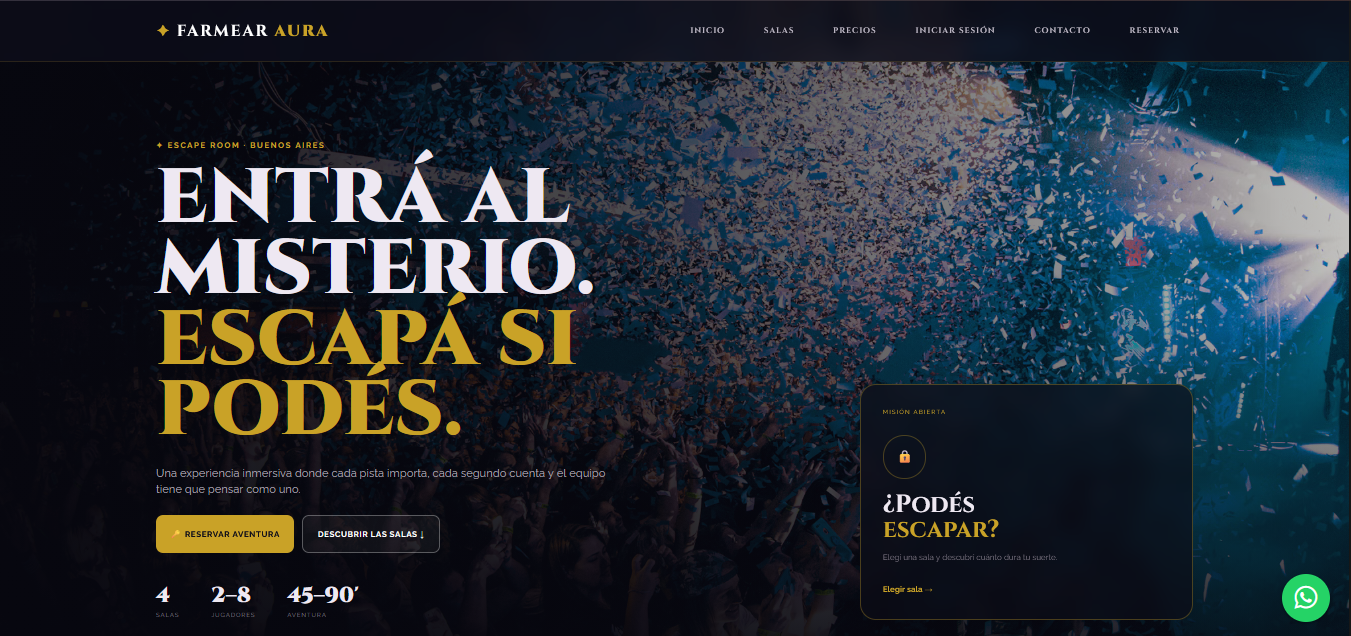 ✦ FARMEAR AURA
INICIO SALAS PRECIOS INICIAR SESIÓN CONTACTO RESERVAR
✦ ESCAPE ROOM · BUENOS AIRES
ENTRÁ AL
MISTERIO.
ESCAPÁ SI
PODÉS.
Una experiencia inmersiva donde cada pista importa, cada segundo cuenta y el equipo
tiene que pensar como uno.
RESERVAR AVENTURA
DESCUBRIR LAS SALAS ↓
4 2–8 45–90′
SALAS JUGADORES AVENTURA
MISION ABIERTA
¿PODÉS
ESCAPAR?
Elegí una sala y descubrí cuánto dura tu suerte.
Elegir sala →